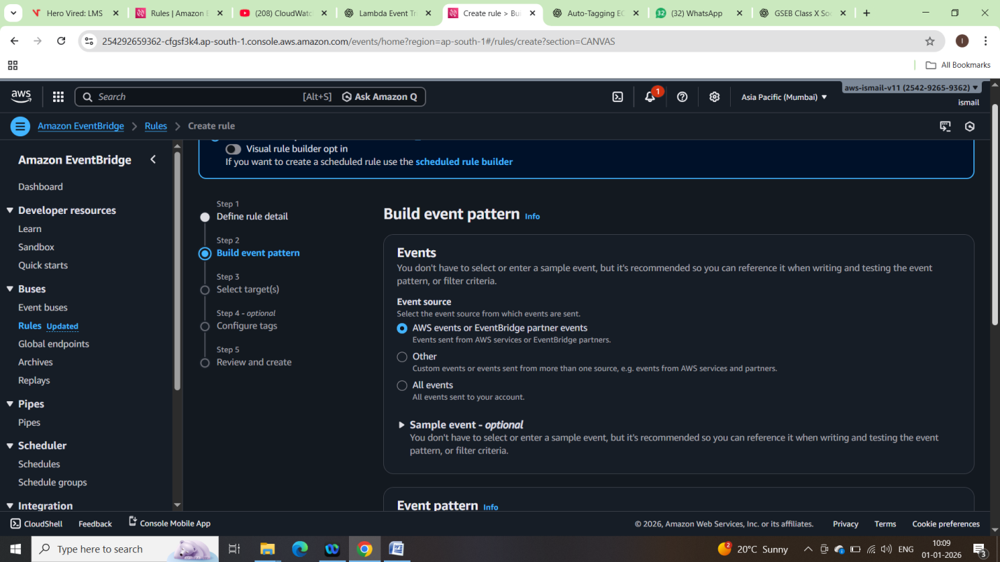 Hero Vired: LMS
Rules | Amazon E
(208) CloudWatc
Lambda Event Tr
Create rule > Bui
Auto-Tagging EC
32
(32) WhatsApp
GSEB Class X So
254292659362-cfgsf3k4.ap-south-1.console.aws.amazon.com/events/home?region=ap-south-1#/rules/create?section=CANVAS
I
All Bookmarks
aws
Search
[Alt+S]
Ask Amazon Q
1
Asia Pacific (Mumbai)
aws-ismail-v11 (2542-9265-9362)
ismail
Amazon EventBridge
Rules
Create rule
Amazon EventBridge
Dashboard
Developer resources
Learn
Sandbox
Quick starts
Buses
Event buses
Rules Updated
Global endpoints
Archives
Replays
Pipes
Pipes
Scheduler
Schedules
Schedule groups
Integration
Visual rule builder opt in
If you want to create a scheduled rule use the scheduled rule builder
Step 1
Define rule detail
Step 2
Build event pattern
Step 3
Select target(s)
Step 4 - optional
Configure tags
Step 5
Review and create
Build event pattern Info
Events
You don't have to select or enter a sample event, but it's recommended so you can reference it when writing and testing the event
pattern, or filter criteria.
Event source
Select the event source from which events are sent.
AWS events or EventBridge partner events
Events sent from AWS services or EventBridge partners.
Other
Custom events or events sent from more than one source, e.g. events from AWS services and partners.
All events
All events sent to your account.
Sample event - optional
You don't have to select or enter a sample event, but it's recommended so you can reference it when writing and testing the event
pattern, or filter criteria.
Event pattern Info
CloudShell
Feedback
Console Mobile App
© 2026, Amazon Web Services, Inc. or its affiliates.
Privacy
Terms
Cookie preferences
Type here to search
2
20°C Sunny
ENG
10:09
01-01-2026
3